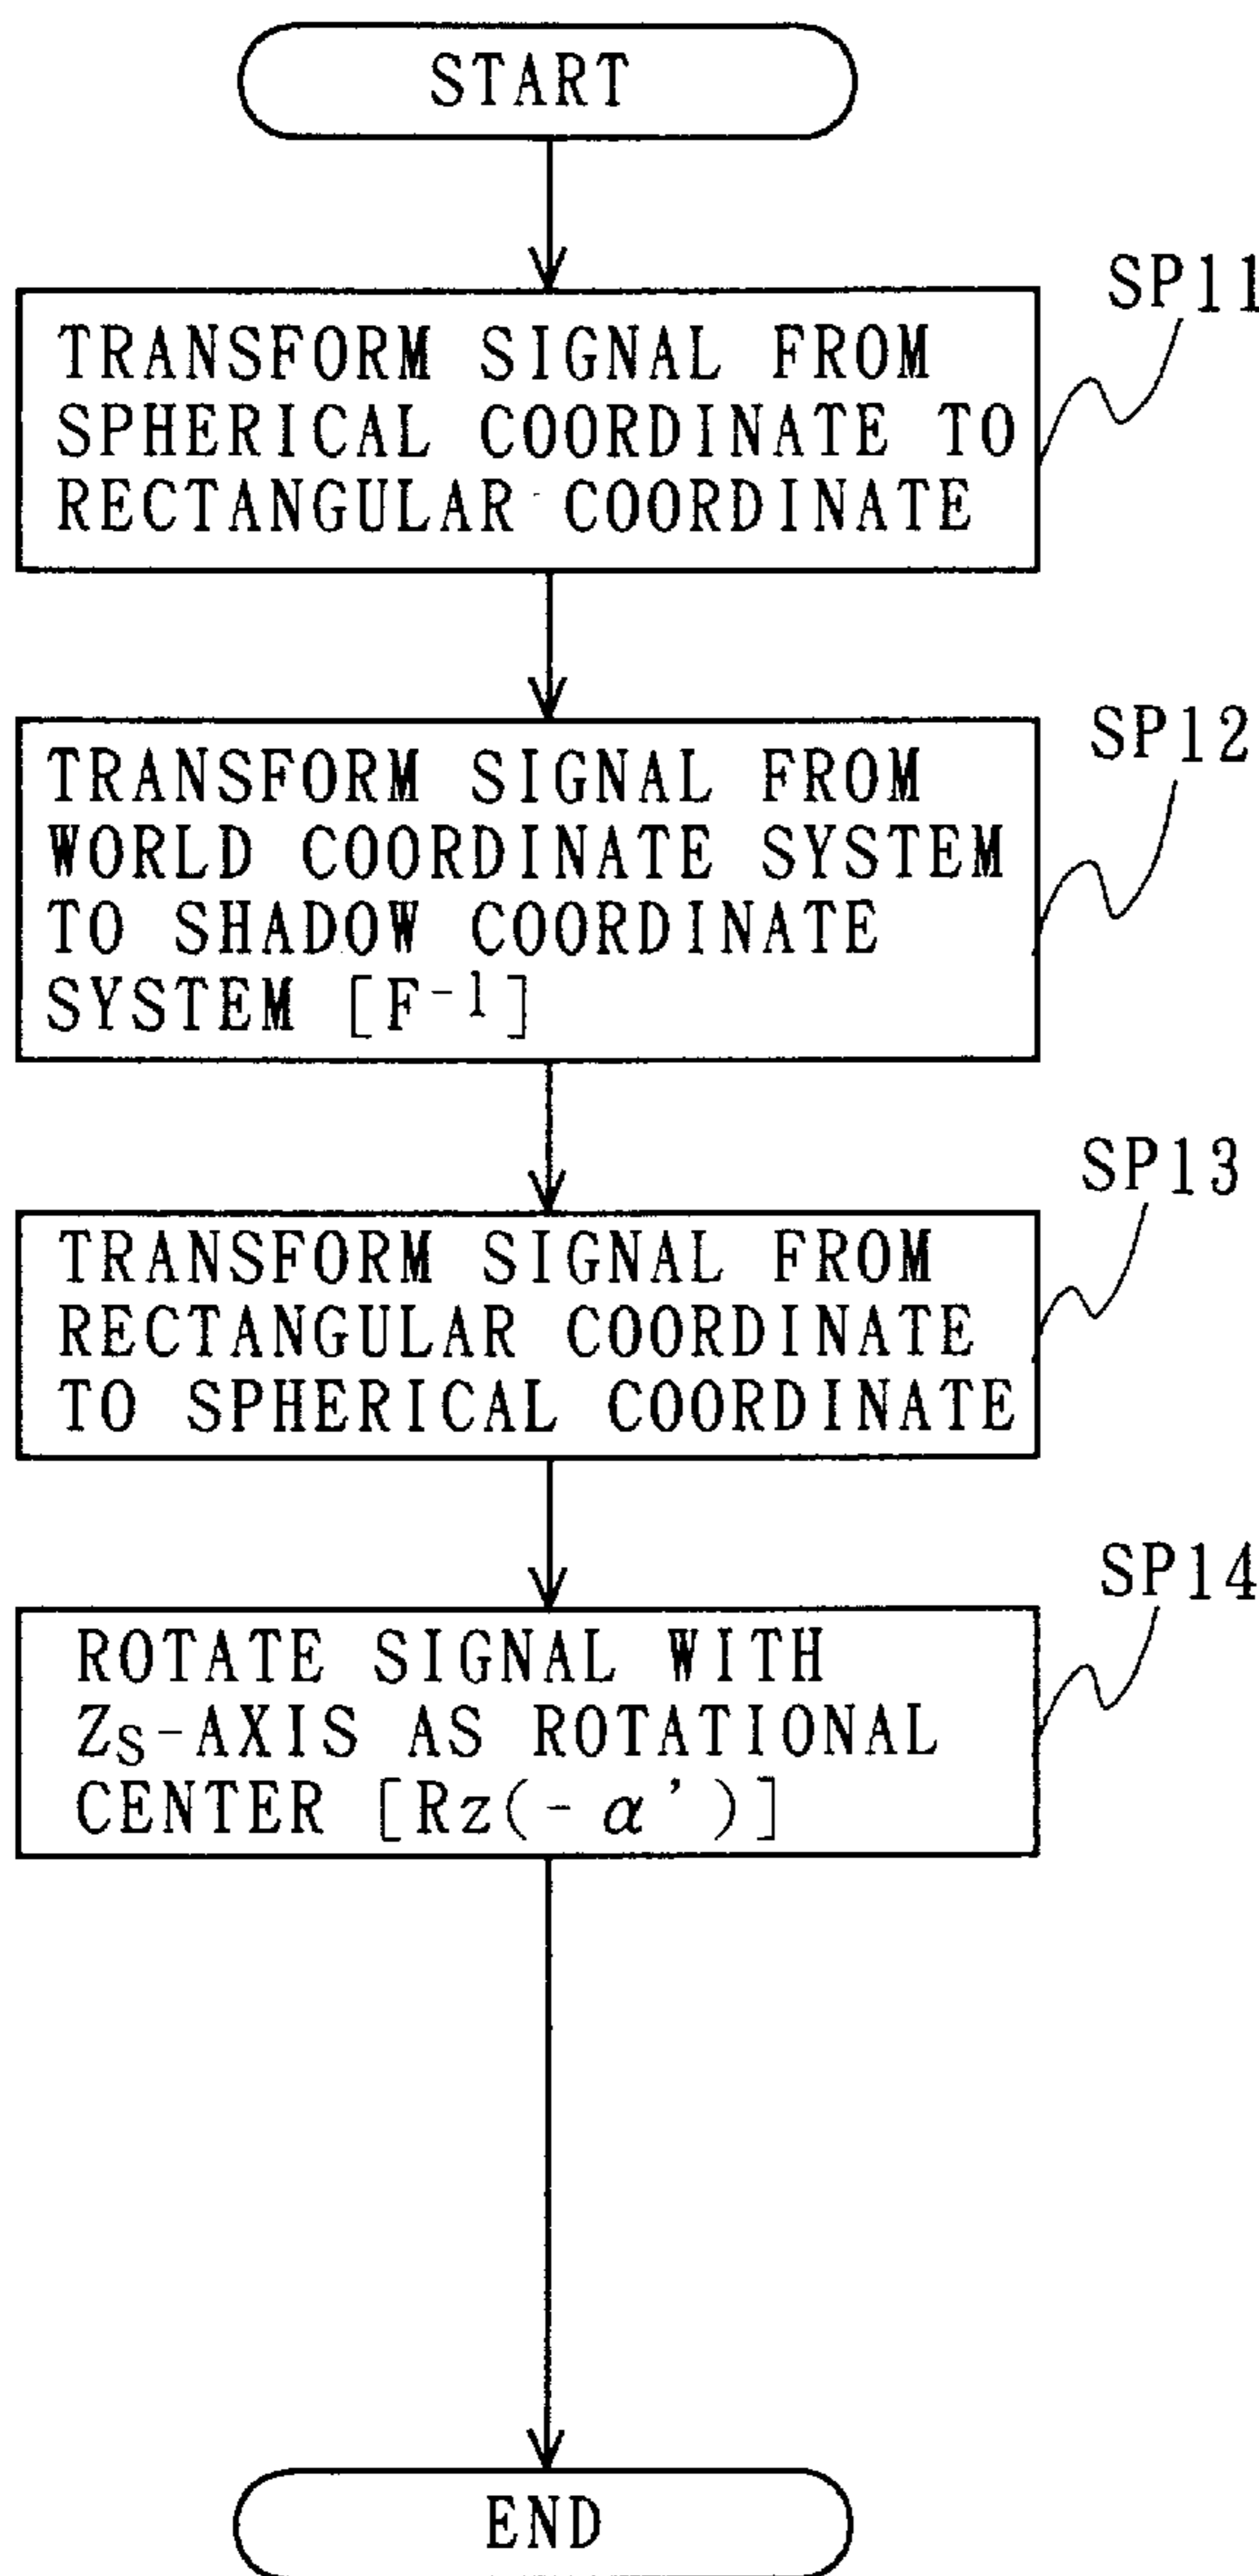 START
SP11
TRANSFORM SIGNAL FROM
SPHERICAL COORDINATE TO
RECTANGULAR COORDINATE
SP12
TRANSFORM SIGNAL FROM
WORLD COORDINATE SYSTEM
TO SHADOW COORDINATE
SYSTEM [F⁻¹]
SP13
TRANSFORM SIGNAL FROM
RECTANGULAR COORDINATE
TO SPHERICAL COORDINATE
SP14
ROTATE SIGNAL WITH
Zs-AXIS AS ROTATIONAL
CENTER [Rz(-α')]
END